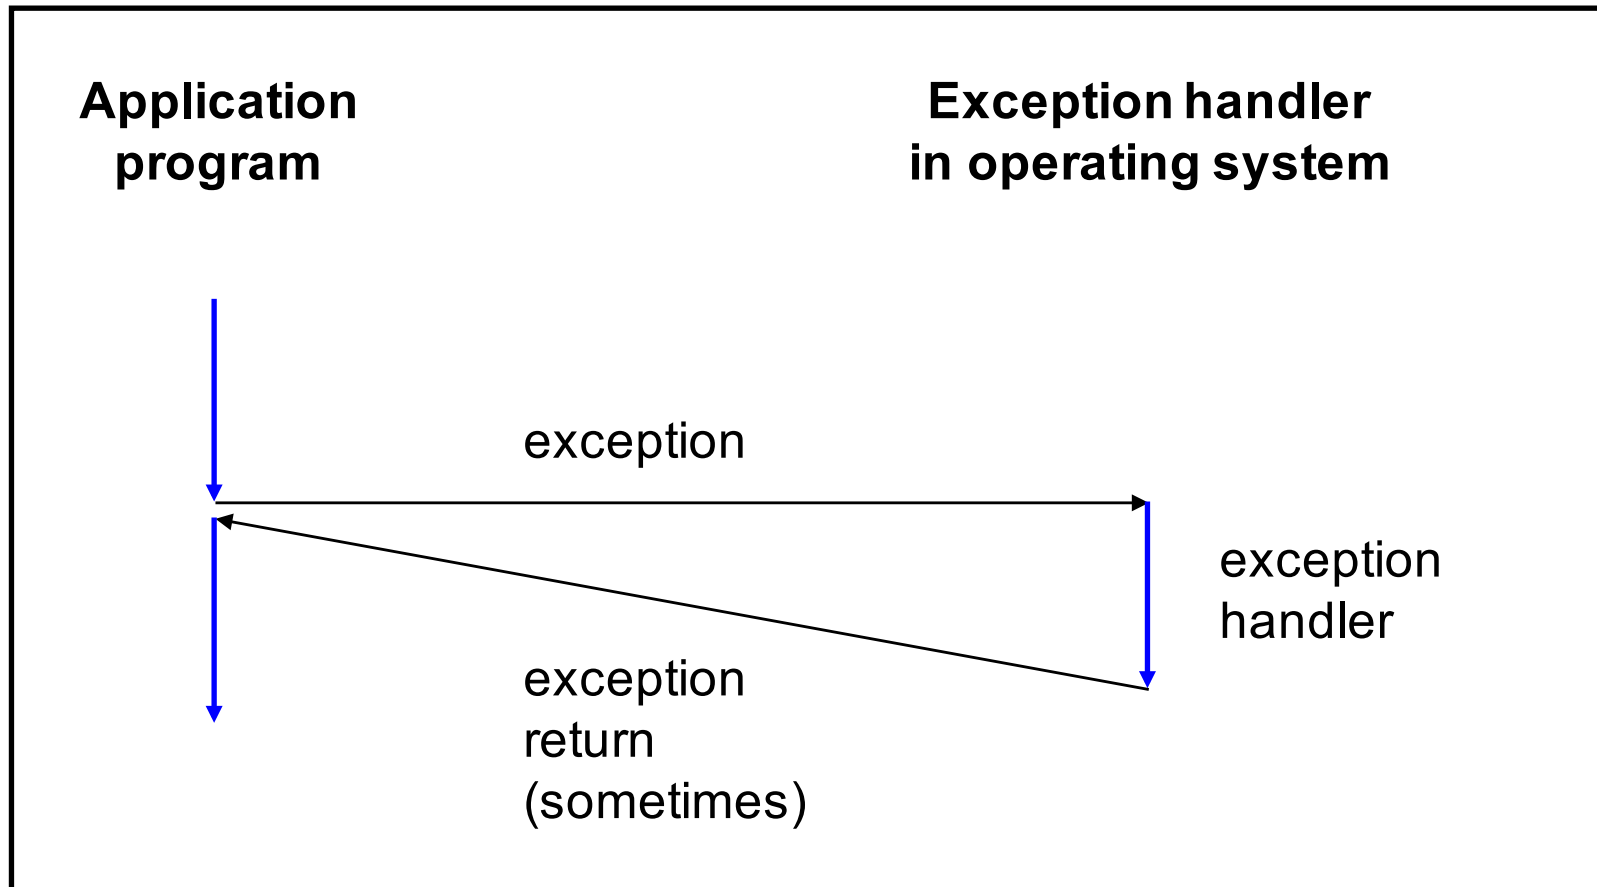 Application
program
Exception handler
in operating system
exception
exception
handler
exception
return
(sometimes)